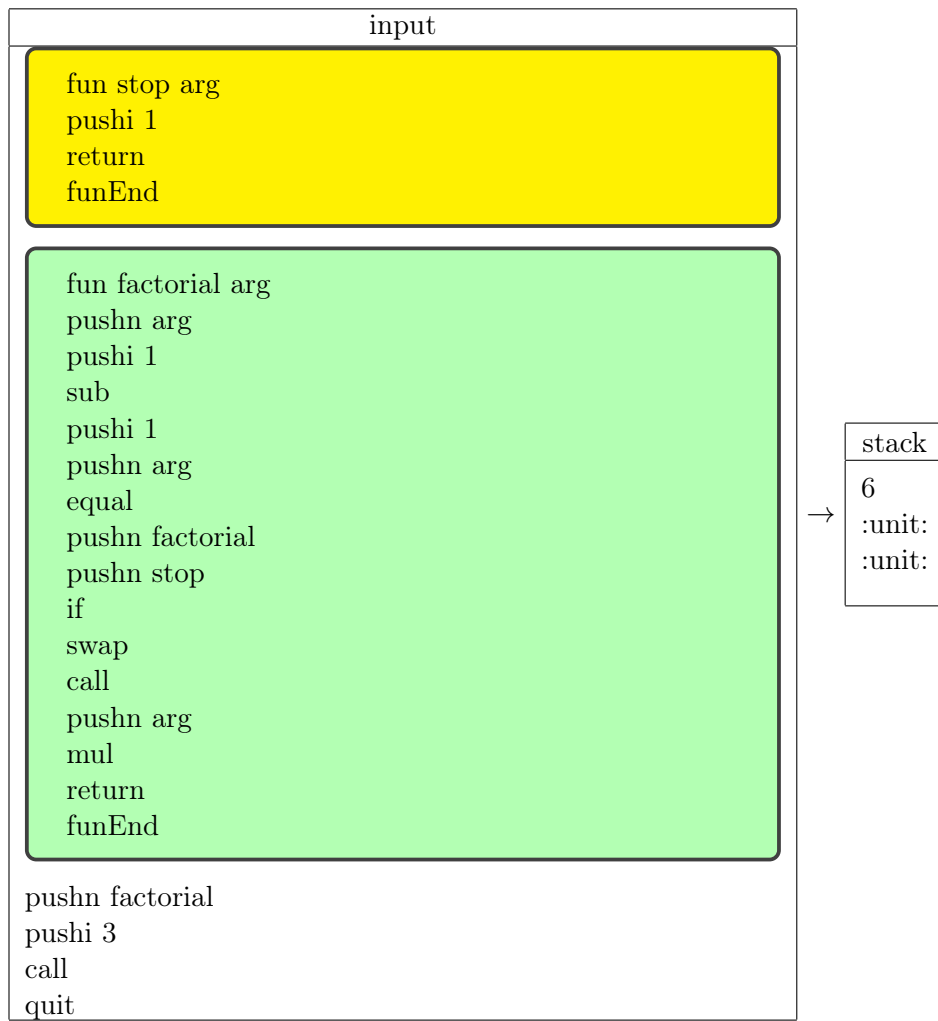 input
fun stop arg
pushi 1
return
funEnd
fun factorial arg
pushn arg
pushi 1
sub
pushi 1
pushn arg
equal
pushn factorial
pushn stop
if
swap
call
pushn arg
mul
return
funEnd
pushn factorial
pushi 3
call
quit
→
stack
6
:unit:
:unit: